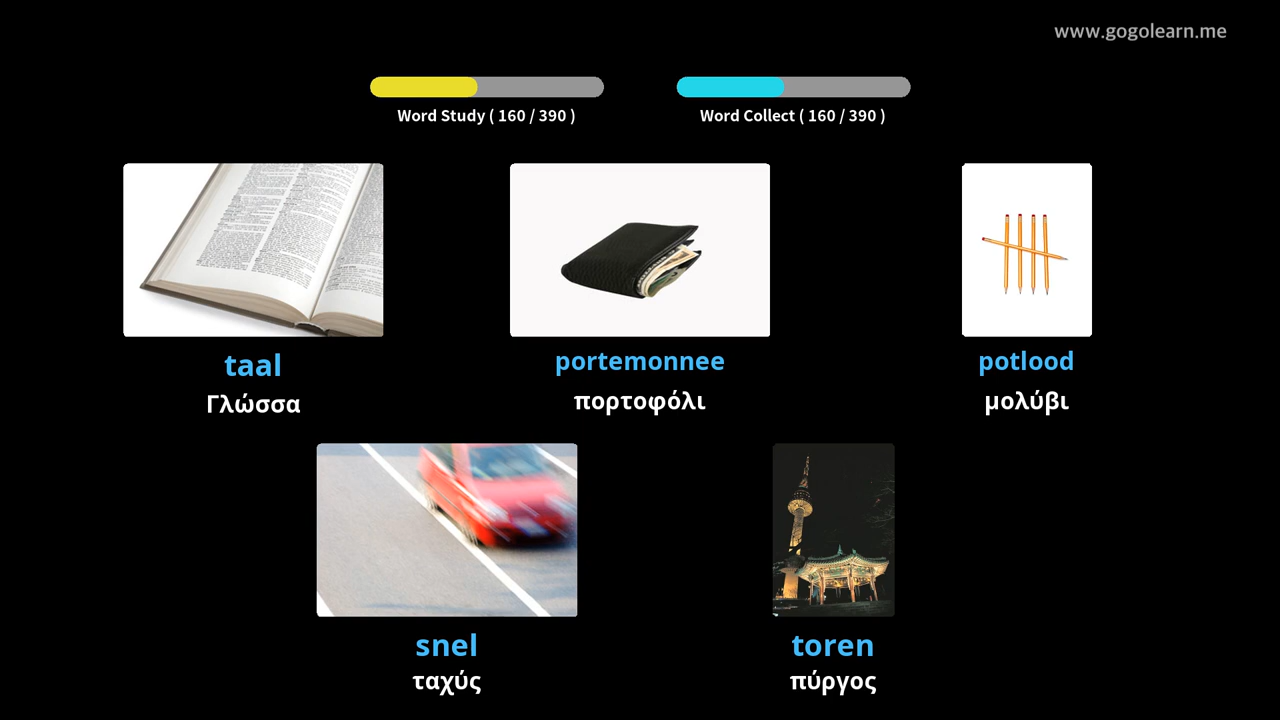 www.gogolearn.me
Word Study ( 160 / 390 )
Word Collect ( 160 / 390 )
taal
Γλώσσα
portemonnee
πορτοφόλι
potlood
μολύβι
snel
ταχύς
toren
πύργος